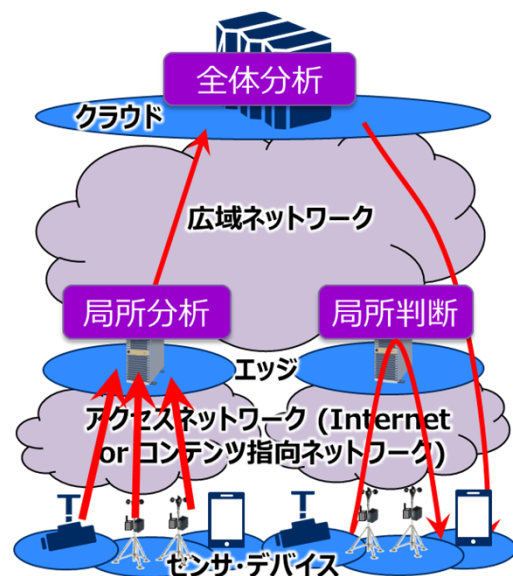 全体分析
クラウド
広域ネットワーク
局所分析
局所判断
エッジ
アクセスネットワーク (Internet
or コンテンツ指向ネットワーク)
センサ・デバイス